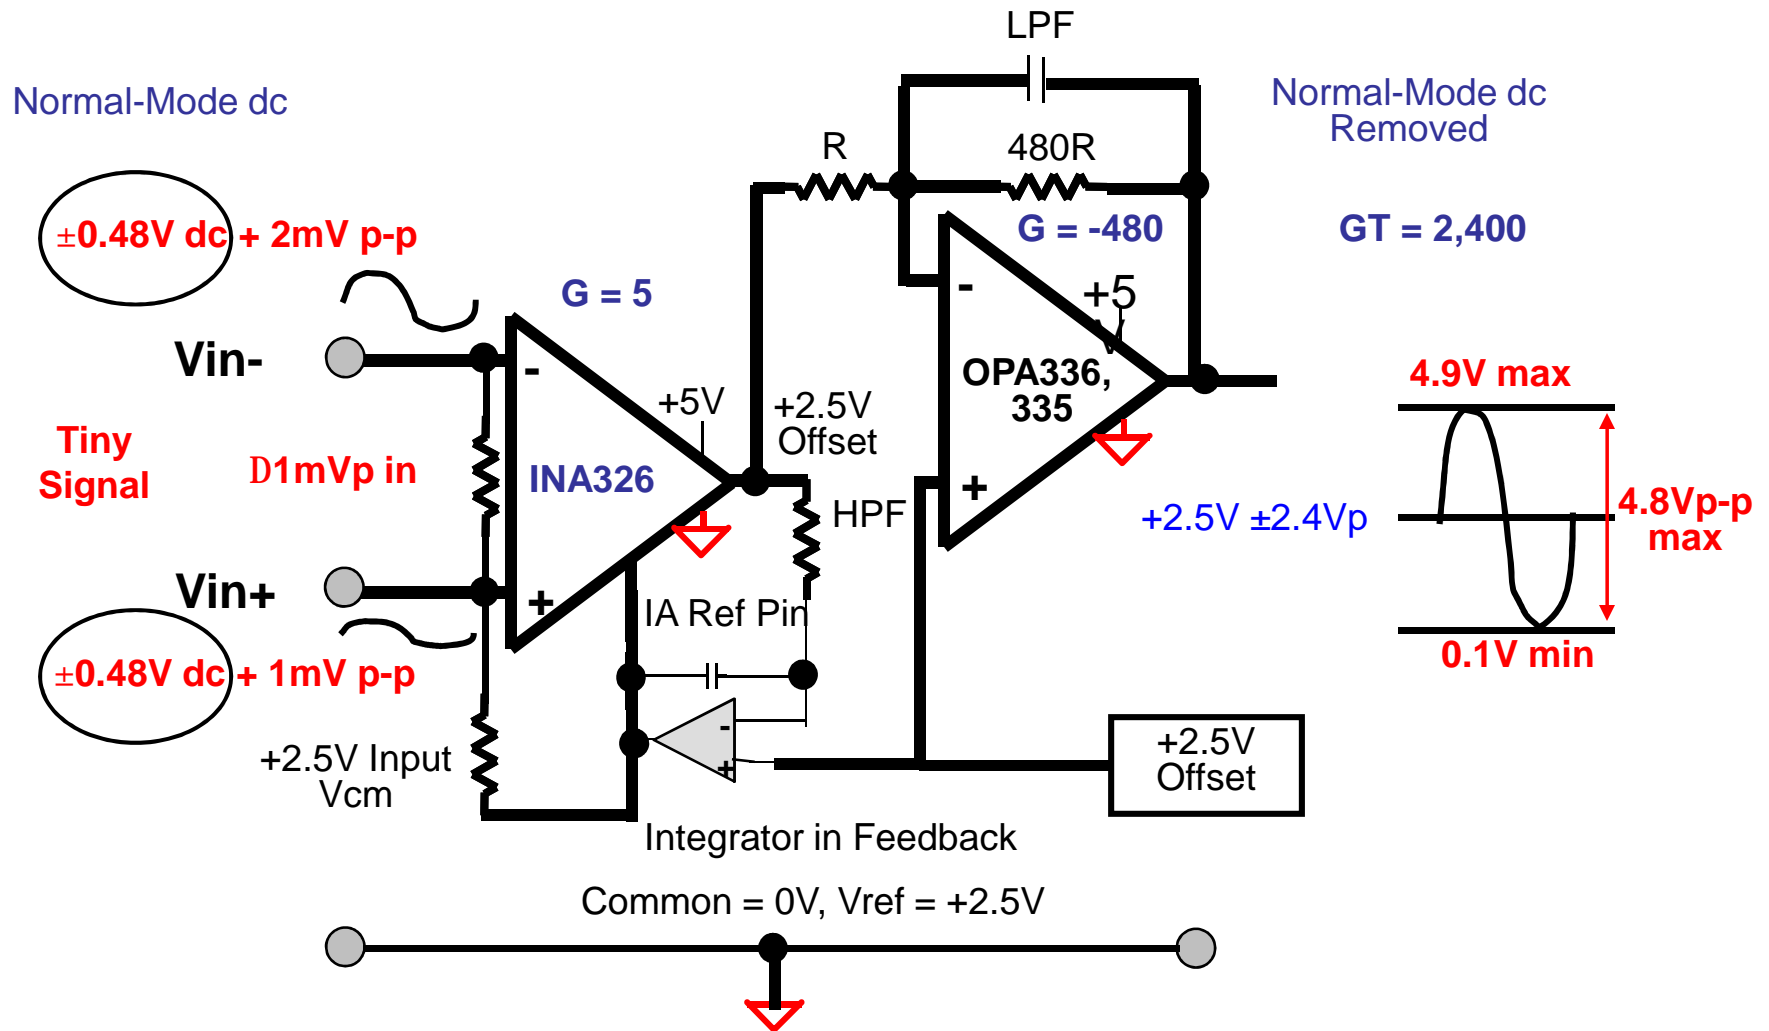 LPF
Normal-Mode dc
Normal-Mode dc
Removed
R
480R
±0.48V dc + 2mV p-p
G = -480
GT = 2,400
G = 5
+5
V
Vin-
-
-
OPA336,
335
4.9V max
+5V
+2.5V
Offset
Tiny
Signal
D1mVp in
INA326
+
HPF
+2.5V ±2.4Vp
4.8Vp-p
max
Vin+
+
IA Ref Pin
±0.48V dc + 1mV p-p
0.1V min
-
+
+2.5V Input
Vcm
+2.5V
Offset
Integrator in Feedback
Common = 0V, Vref = +2.5V